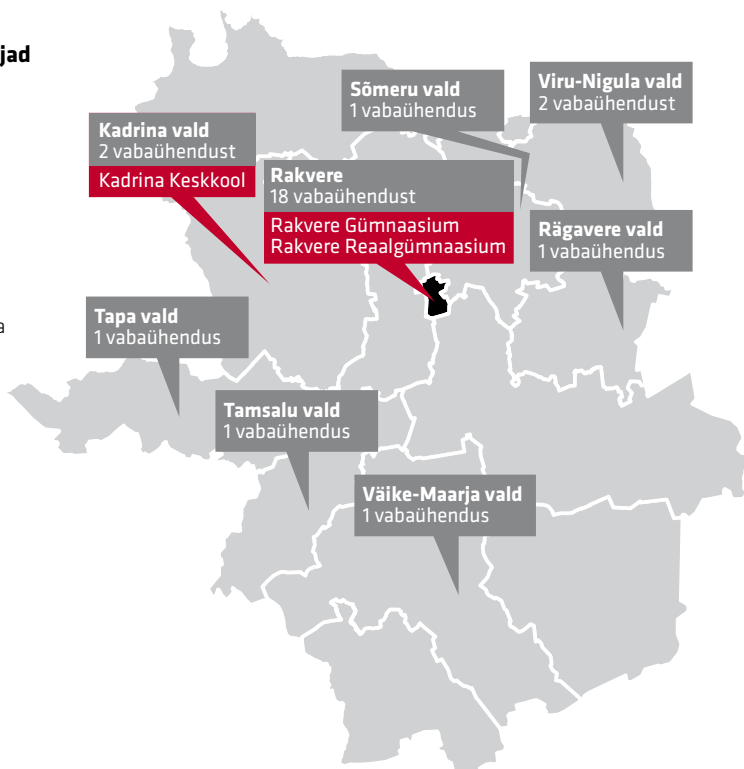 jad
Sõmeru vald
1 vabaühendus
Viru-Nigula vald
2 vabaühendust
Kadrina vald
2 vabaühendust
Kadrina Keskkool
Rakvere
18 vabaühendust
Rakvere Gümnaasium
Rakvere Reaalgümnaasium
Rägavere vald
1 vabaühendus
a
Tapa vald
1 vabaühendus
Tamsalu vald
1 vabaühendus
Väike-Maarja vald
1 vabaühendus